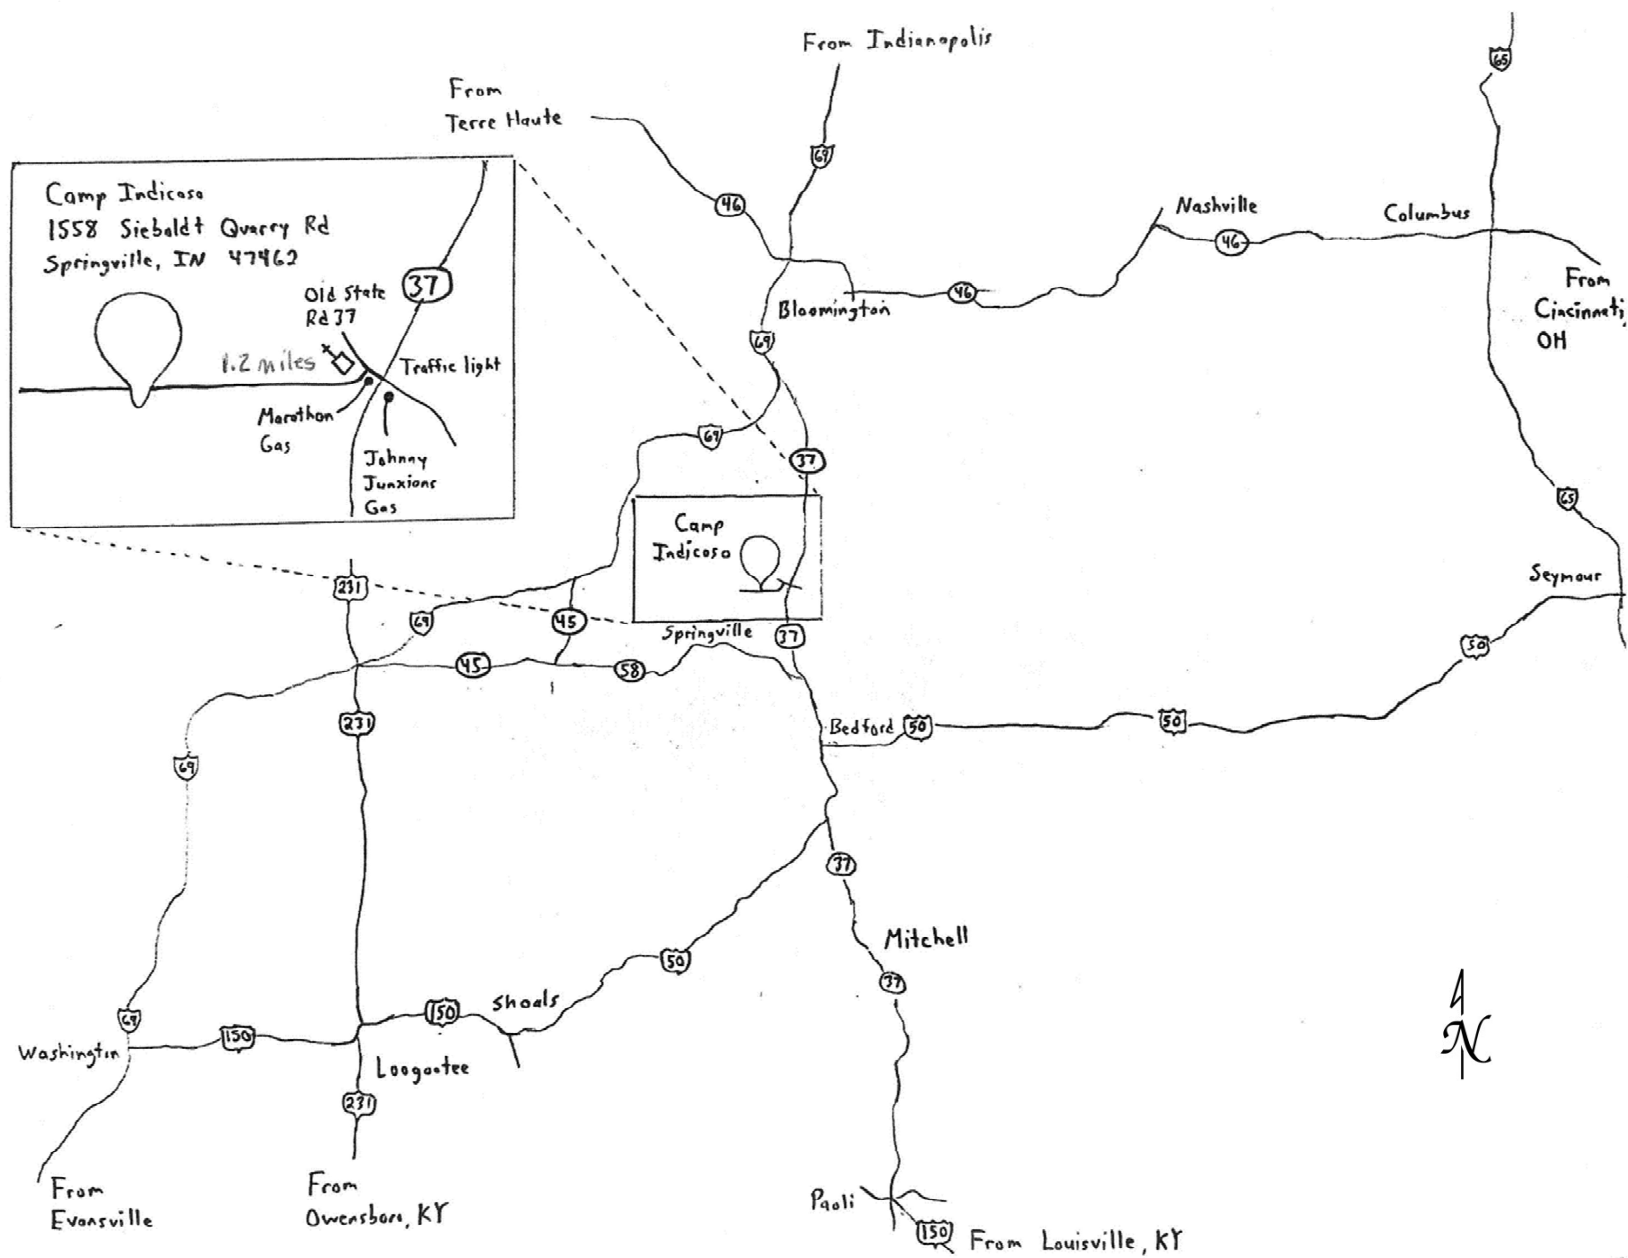 From Indianapolis
65
From
Terre Haute
69
Camp Indicoso
1558 Sieboldt Quarry Rd
Springville, IN 47462
46
Nashville
Columbus
46
From
Cincinnati,
OH
Old State
Rd 37
37
Bloomington
46
1.2 miles
Traffic light
69
Marathon
Gas
Johnny
Junxions
Gas
69
37
65
Camp
Indicoso
Seymour
231
69
45
Springville
37
50
45
58
231
Bedford
50
50
69
37
Mitchell
50
37
Shoals
150
69
150
Washington
Loogootee
231
N
From
Evansville
From
Owensboro, KY
Paoli
150
From Louisville, KY